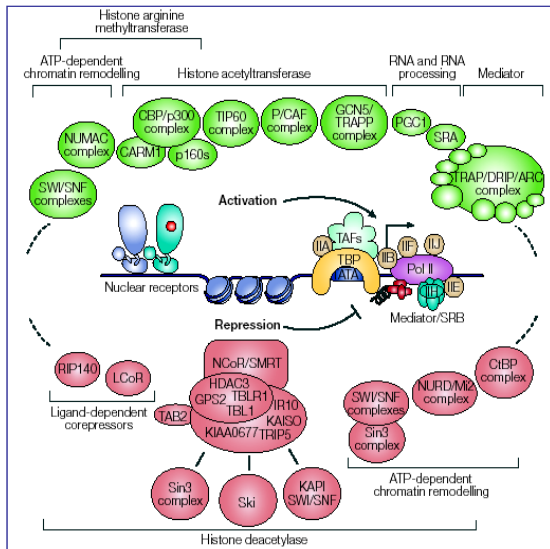 Histone arginine
methyltransferase
ATP-dependent
chromatin remodelling
Histone acetyltransferase
RNA and RNA
processing
Mediator
CBP/p300
complex
TIP60
complex
P/CAF
complex
GCN5/
TRAPP
complex
PGC1
SRA
NUMAC
complex
CARM1
p160s
SWI/SNF
complexes
TRAP/DRIP/ARC
complex
Activation
TAFs
IIA
IIB
IIF
IIJ
TBP
ATA
Pol II
IIH
IIE
Nuclear receptors
Mediator/SRB
Repression
RIP140
LCoR
Ligand-dependent
corepressors
NCoR/SMRT
HDAC3
GPS2
TBLR1
TBL1
IR10
TAB2
KAISO
KIAA0677
TRIP5
Sin3
complex
Ski
KAPI
SWI/SNF
SWI/SNF
complexes
Sin3
complex
NURD/Mi2
complex
CtBP
complex
ATP-dependent
chromatin remodelling
Histone deacetylase